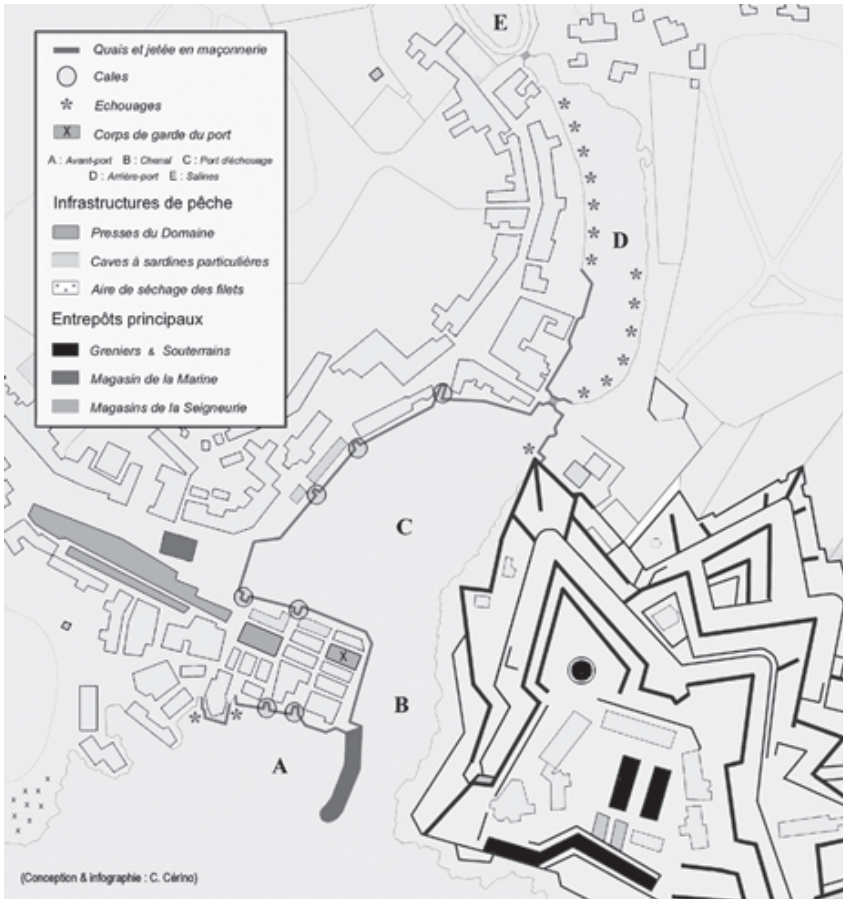 E
Quais et jetée en maçonnerie
Cales
* Echouages
X Corps de garde du port
A : Avant-port B : Chenal C : Port d'échouage
D : Arrière-port E : Salines
Infrastructures de pêche
Presses du Domaine
Caves à sardines particulières
Aire de séchage des filets
Entrepôts principaux
Greniers & Souterrains
Magasin de la Marine
Magasins de la Seigneurie
D
C
X
B
A
(Conception & infographie : C. Cérino)